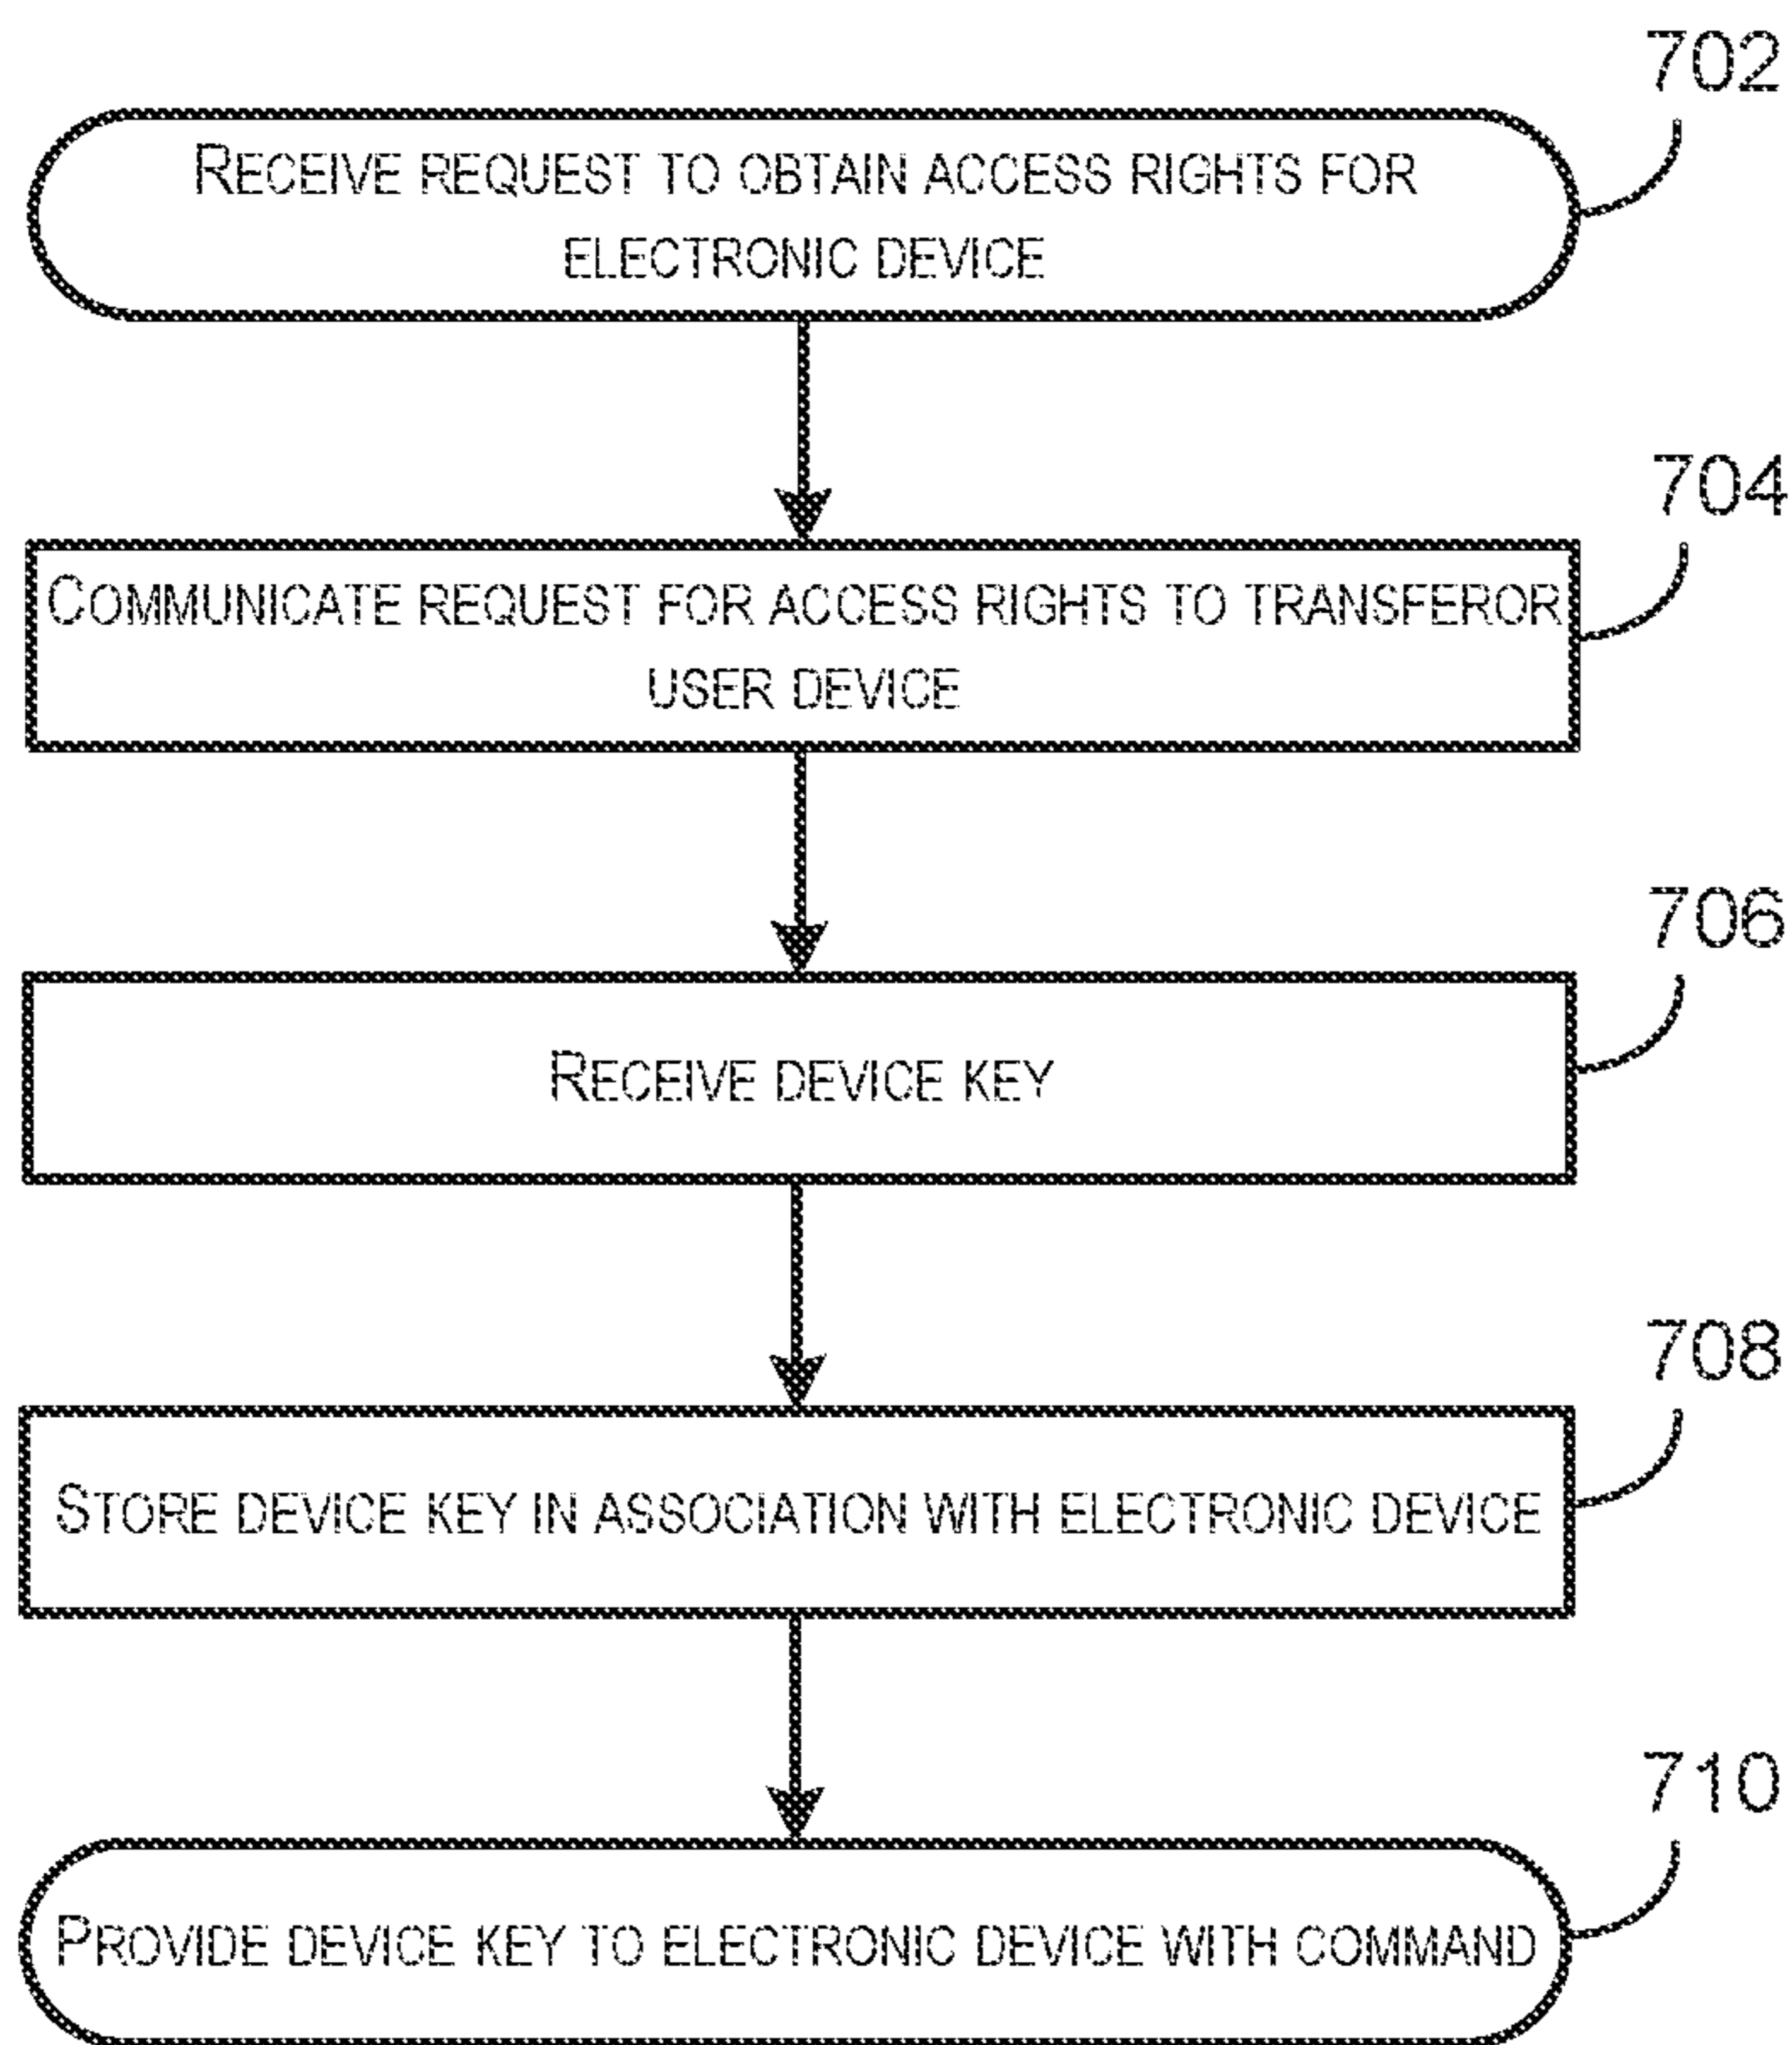 702
RECEIVE REQUEST TO OBTAIN ACCESS RIGHTS FOR
ELECTRONIC DEVICE
704
COMMUNICATE REQUEST FOR ACCESS RIGHTS TO TRANSFEROR
USER DEVICE
706
RECEIVE DEVICE KEY
708
STORE DEVICE KEY IN ASSOCIATION WITH ELECTRONIC DEVICE
710
PROVIDE DEVICE KEY TO ELECTRONIC DEVICE WITH COMMAND